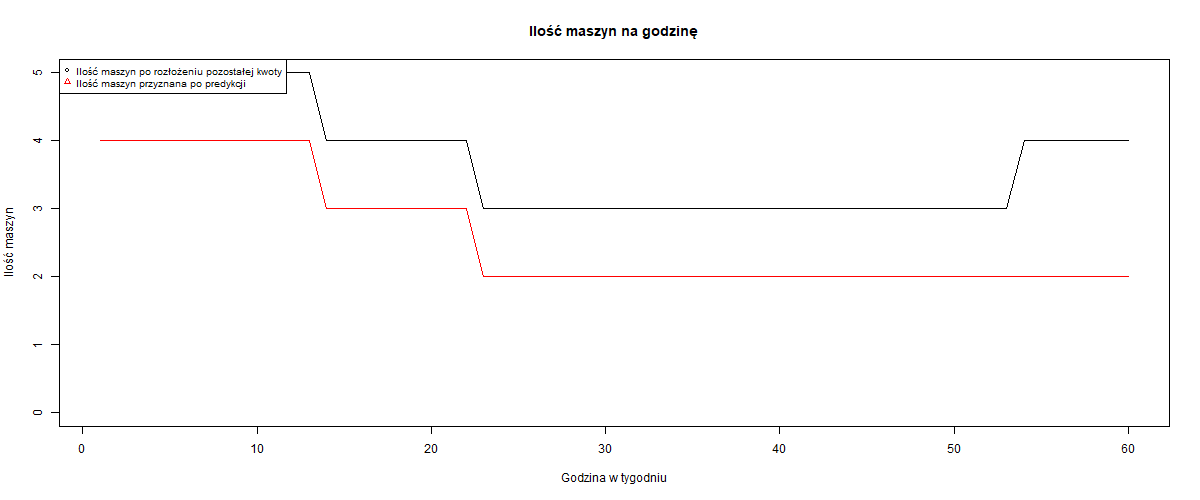 Ilość maszyn na godzinę
Ilość maszyn po rozłożeniu pozostałej kwoty
Ilość maszyn przyznana po predykcji
Ilość maszyn
5
4
3
2
1
0
0 10 20 30 40 50 60
Godzina w tygodniu